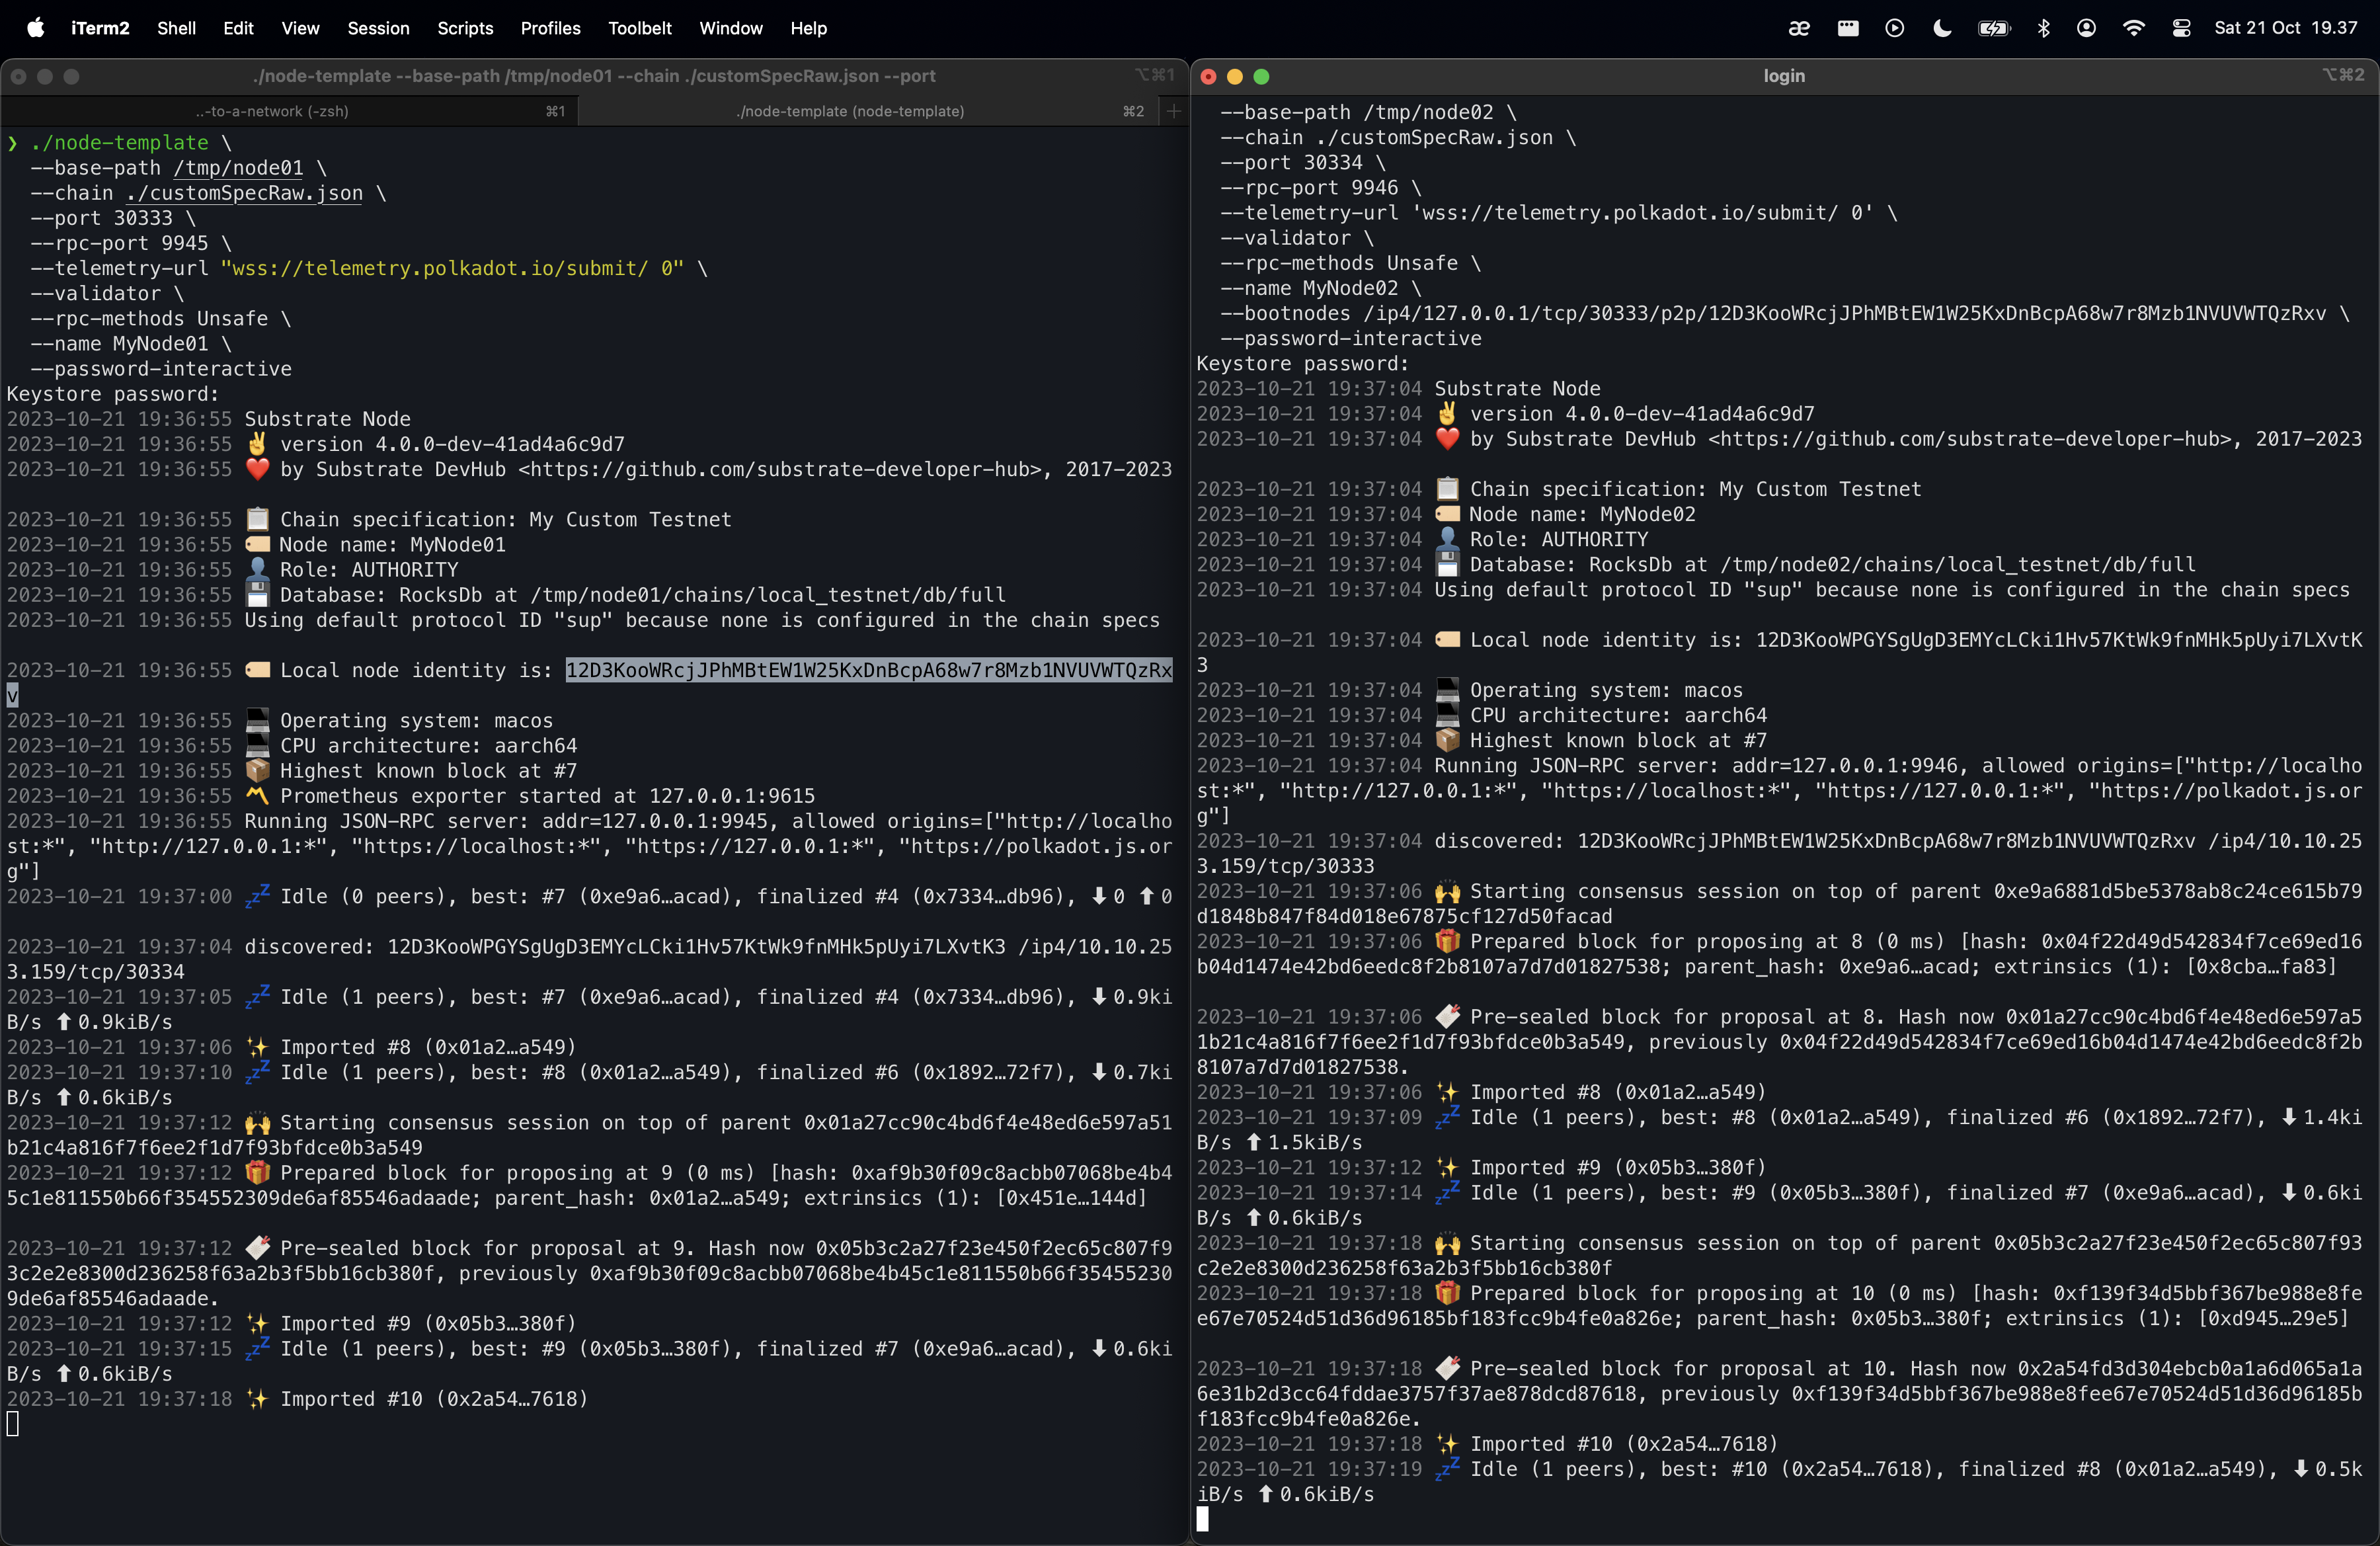 iTerm2 Shell Edit View Session Scripts Profiles Toolbelt Window Help
Sat 21 Oct 19.37
./node-template --base-path /tmp/node01 --chain ./customSpecRaw.json --port ⌥⌘1
..-to-a-network (-zsh) ⌘1 ./node-template (node-template) ⌘2 +
❯ ./node-template \
--base-path /tmp/node01 \
--chain ./customSpecRaw.json \
--port 30333 \
--rpc-port 9945 \
--telemetry-url "wss://telemetry.polkadot.io/submit/ 0" \
--validator \
--rpc-methods Unsafe \
--name MyNode01 \
--password-interactive
Keystore password:
2023-10-21 19:36:55 Substrate Node
2023-10-21 19:36:55 ✌️ version 4.0.0-dev-41ad4a6c9d7
2023-10-21 19:36:55 ❤️ by Substrate DevHub <https://github.com/substrate-developer-hub>, 2017-2023
2023-10-21 19:36:55 📋 Chain specification: My Custom Testnet
2023-10-21 19:36:55 🏷 Node name: MyNode01
2023-10-21 19:36:55 👤 Role: AUTHORITY
2023-10-21 19:36:55 💾 Database: RocksDb at /tmp/node01/chains/local_testnet/db/full
2023-10-21 19:36:55 Using default protocol ID "sup" because none is configured in the chain specs
2023-10-21 19:36:55 🏷 Local node identity is: 12D3KooWRcjJPhMBtEW1W25KxDnBcpA68w7r8Mzb1NVUVWTQzRx
v
2023-10-21 19:36:55 💻 Operating system: macos
2023-10-21 19:36:55 💻 CPU architecture: aarch64
2023-10-21 19:36:55 📦 Highest known block at #7
2023-10-21 19:36:55 〽️ Prometheus exporter started at 127.0.0.1:9615
2023-10-21 19:36:55 Running JSON-RPC server: addr=127.0.0.1:9945, allowed origins=["http://localho
st:*", "http://127.0.0.1:*", "https://localhost:*", "https://127.0.0.1:*", "https://polkadot.js.or
g"]
2023-10-21 19:37:00 💤 Idle (0 peers), best: #7 (0xe9a6…acad), finalized #4 (0x7334…db96), ⬇ 0 ⬆ 0
2023-10-21 19:37:04 discovered: 12D3KooWPGYSgUgD3EMYcLCki1Hv57KtWk9fnMHk5pUyi7LXvtK3 /ip4/10.10.25
3.159/tcp/30334
2023-10-21 19:37:05 💤 Idle (1 peers), best: #7 (0xe9a6…acad), finalized #4 (0x7334…db96), ⬇ 0.9ki
B/s ⬆ 0.9kiB/s
2023-10-21 19:37:06 ✨ Imported #8 (0x01a2…a549)
2023-10-21 19:37:10 💤 Idle (1 peers), best: #8 (0x01a2…a549), finalized #6 (0x1892…72f7), ⬇ 0.7ki
B/s ⬆ 0.6kiB/s
2023-10-21 19:37:12 🙌 Starting consensus session on top of parent 0x01a27cc90c4bd6f4e48ed6e597a51
b21c4a816f7f6ee2f1d7f93bfdce0b3a549
2023-10-21 19:37:12 🎁 Prepared block for proposing at 9 (0 ms) [hash: 0xaf9b30f09c8acbb07068be4b4
5c1e811550b66f354552309de6af85546adaade; parent_hash: 0x01a2…a549; extrinsics (1): [0x451e…144d]
2023-10-21 19:37:12 🔖 Pre-sealed block for proposal at 9. Hash now 0x05b3c2a27f23e450f2ec65c807f9
3c2e2e8300d236258f63a2b3f5bb16cb380f, previously 0xaf9b30f09c8acbb07068be4b45c1e811550b66f35455230
9de6af85546adaade.
2023-10-21 19:37:12 ✨ Imported #9 (0x05b3…380f)
2023-10-21 19:37:15 💤 Idle (1 peers), best: #9 (0x05b3…380f), finalized #7 (0xe9a6…acad), ⬇ 0.6ki
B/s ⬆ 0.6kiB/s
2023-10-21 19:37:18 ✨ Imported #10 (0x2a54…7618)
login ⌥⌘2
--base-path /tmp/node02 \
--chain ./customSpecRaw.json \
--port 30334 \
--rpc-port 9946 \
--telemetry-url 'wss://telemetry.polkadot.io/submit/ 0' \
--validator \
--rpc-methods Unsafe \
--name MyNode02 \
--bootnodes /ip4/127.0.0.1/tcp/30333/p2p/12D3KooWRcjJPhMBtEW1W25KxDnBcpA68w7r8Mzb1NVUVWTQzRxv \
--password-interactive
Keystore password:
2023-10-21 19:37:04 Substrate Node
2023-10-21 19:37:04 ✌️ version 4.0.0-dev-41ad4a6c9d7
2023-10-21 19:37:04 ❤️ by Substrate DevHub <https://github.com/substrate-developer-hub>, 2017-2023
2023-10-21 19:37:04 📋 Chain specification: My Custom Testnet
2023-10-21 19:37:04 🏷 Node name: MyNode02
2023-10-21 19:37:04 👤 Role: AUTHORITY
2023-10-21 19:37:04 💾 Database: RocksDb at /tmp/node02/chains/local_testnet/db/full
2023-10-21 19:37:04 Using default protocol ID "sup" because none is configured in the chain specs
2023-10-21 19:37:04 🏷 Local node identity is: 12D3KooWPGYSgUgD3EMYcLCki1Hv57KtWk9fnMHk5pUyi7LXvtK
3
2023-10-21 19:37:04 💻 Operating system: macos
2023-10-21 19:37:04 💻 CPU architecture: aarch64
2023-10-21 19:37:04 📦 Highest known block at #7
2023-10-21 19:37:04 Running JSON-RPC server: addr=127.0.0.1:9946, allowed origins=["http://localho
st:*", "http://127.0.0.1:*", "https://localhost:*", "https://127.0.0.1:*", "https://polkadot.js.or
g"]
2023-10-21 19:37:04 discovered: 12D3KooWRcjJPhMBtEW1W25KxDnBcpA68w7r8Mzb1NVUVWTQzRxv /ip4/10.10.25
3.159/tcp/30333
2023-10-21 19:37:06 🙌 Starting consensus session on top of parent 0xe9a6881d5be5378ab8c24ce615b79
d1848b847f84d018e67875cf127d50facad
2023-10-21 19:37:06 🎁 Prepared block for proposing at 8 (0 ms) [hash: 0x04f22d49d542834f7ce69ed16
b04d1474e42bd6eedc8f2b8107a7d7d01827538; parent_hash: 0xe9a6…acad; extrinsics (1): [0x8cba…fa83]
2023-10-21 19:37:06 🔖 Pre-sealed block for proposal at 8. Hash now 0x01a27cc90c4bd6f4e48ed6e597a5
1b21c4a816f7f6ee2f1d7f93bfdce0b3a549, previously 0x04f22d49d542834f7ce69ed16b04d1474e42bd6eedc8f2b
8107a7d7d01827538.
2023-10-21 19:37:06 ✨ Imported #8 (0x01a2…a549)
2023-10-21 19:37:09 💤 Idle (1 peers), best: #8 (0x01a2…a549), finalized #6 (0x1892…72f7), ⬇ 1.4ki
B/s ⬆ 1.5kiB/s
2023-10-21 19:37:12 ✨ Imported #9 (0x05b3…380f)
2023-10-21 19:37:14 💤 Idle (1 peers), best: #9 (0x05b3…380f), finalized #7 (0xe9a6…acad), ⬇ 0.6ki
B/s ⬆ 0.6kiB/s
2023-10-21 19:37:18 🙌 Starting consensus session on top of parent 0x05b3c2a27f23e450f2ec65c807f93
c2e2e8300d236258f63a2b3f5bb16cb380f
2023-10-21 19:37:18 🎁 Prepared block for proposing at 10 (0 ms) [hash: 0xf139f34d5bbf367be988e8fe
e67e70524d51d36d96185bf183fcc9b4fe0a826e; parent_hash: 0x05b3…380f; extrinsics (1): [0xd945…29e5]
2023-10-21 19:37:18 🔖 Pre-sealed block for proposal at 10. Hash now 0x2a54fd3d304ebcb0a1a6d065a1a
6e31b2d3cc64fddae3757f37ae878dcd87618, previously 0xf139f34d5bbf367be988e8fee67e70524d51d36d96185b
f183fcc9b4fe0a826e.
2023-10-21 19:37:18 ✨ Imported #10 (0x2a54…7618)
2023-10-21 19:37:19 💤 Idle (1 peers), best: #10 (0x2a54…7618), finalized #8 (0x01a2…a549), ⬇ 0.5k
iB/s ⬆ 0.6kiB/s